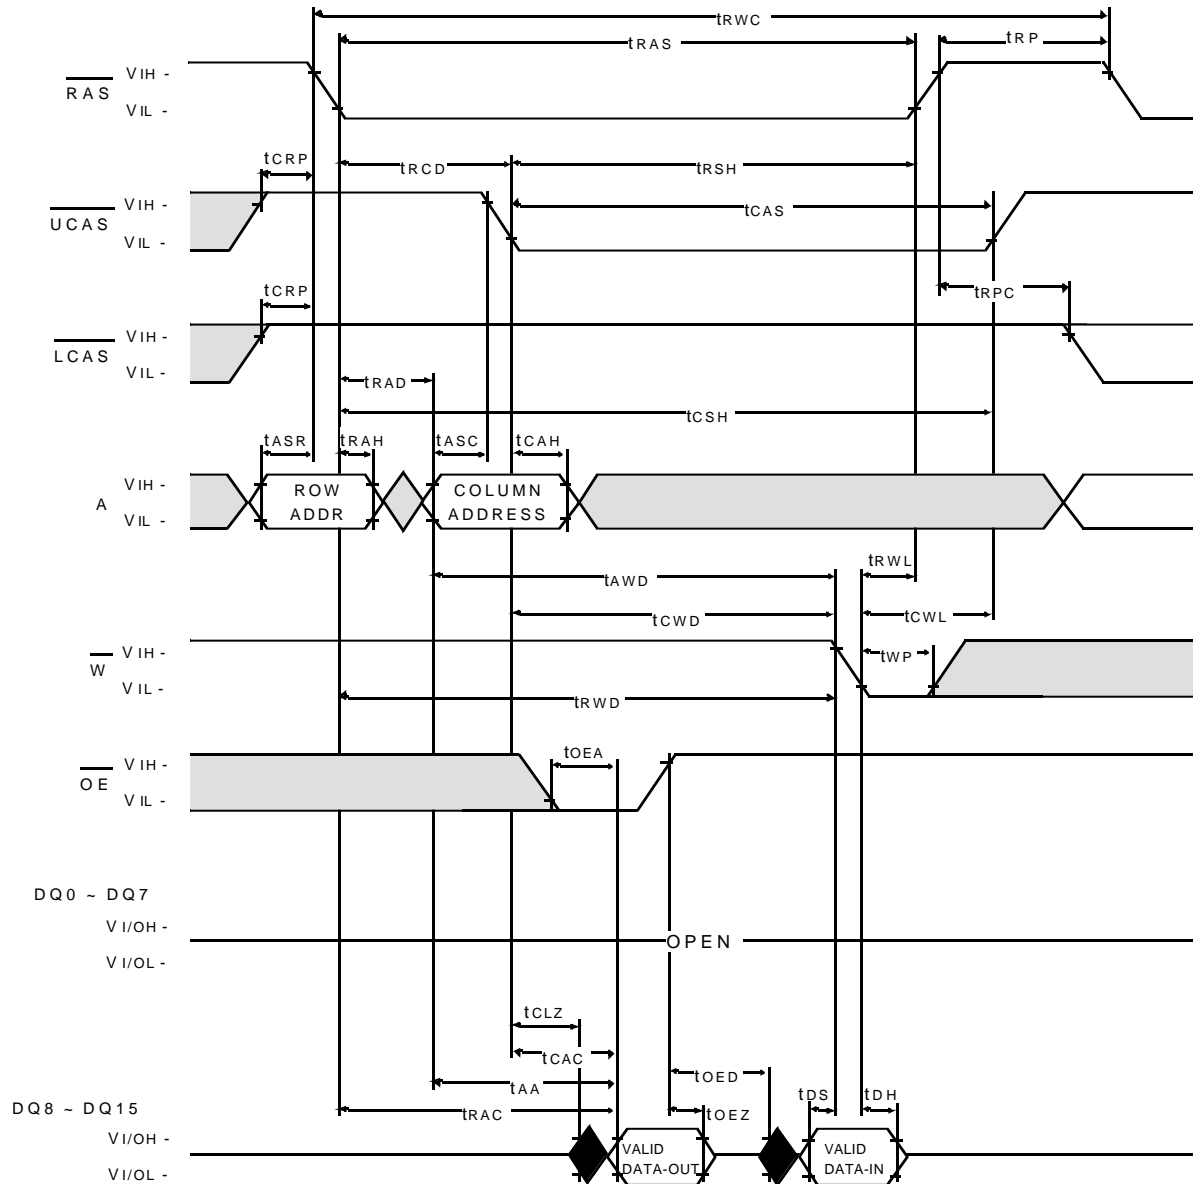 tRWC
tRAS
tRP
RAS
VIH -
VIL -
tCRP
tRCD
tRSH
UCAS
VIH -
VIL -
tCAS
tCRP
tRPC
LCAS
VIH -
VIL -
tRAD
tCSH
tASR
tRAH
tASC
tCAH
A
VIH -
VIL -
ROW
ADDR
COLUMN
ADDRESS
tAWD
tRWL
tCWD
tCWL
W
VIH -
VIL -
tWP
tRWD
OE
VIH -
VIL -
tOEA
DQ0 ~ DQ7
VI/OH -
VI/OL -
OPEN
tCLZ
tCAC
tAA
tOED
DQ8 ~ DQ15
tRAC
tOEZ
tDS
tDH
VI/OH -
VI/OL -
VALID
DATA-OUT
VALID
DATA-IN